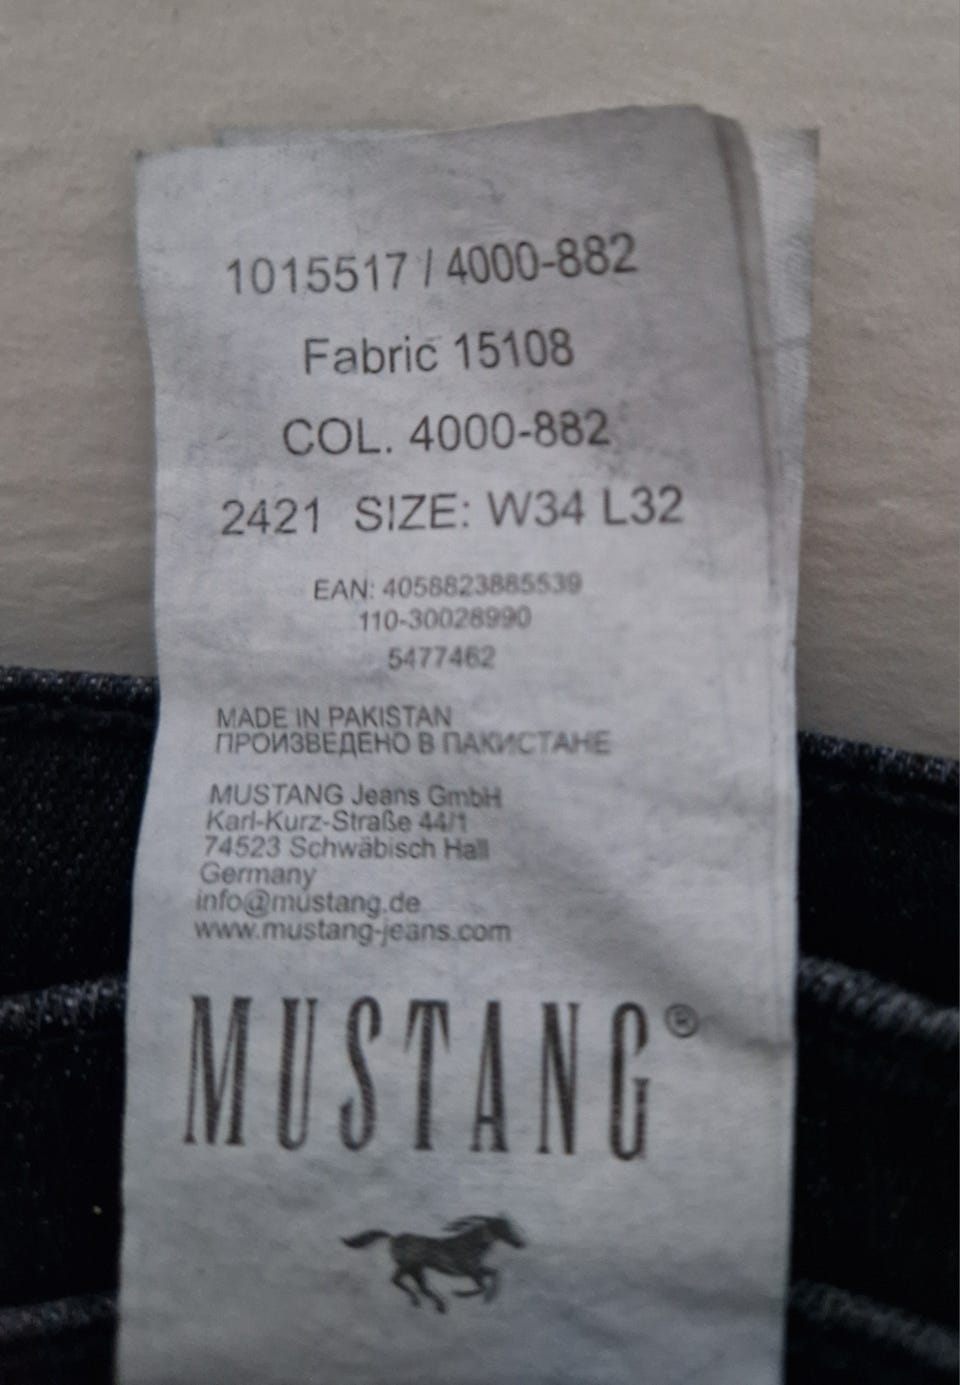 1015517 / 4000-882
Fabric 15108
COL. 4000-882
2421 SIZE: W34 L32
EAN: 4058823885539
110-30028990
5477462
MADE IN PAKISTAN
ПРОИЗВЕДЕНО В ПАКИСТАНЕ
MUSTANG Jeans GmbH
Karl-Kurz-Straße 44/1
74523 Schwäbisch Hall
Germany
info@mustang.de
www.mustang-jeans.com
MUSTANG®